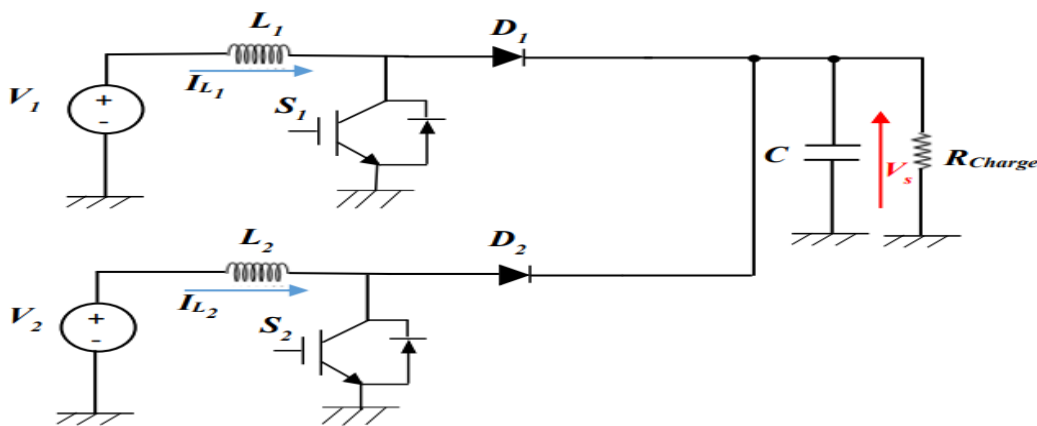 L1
D1
IL1
V1
+
-
S1
C
Vs
RCharge
L2
D2
IL2
V2
+
-
S2